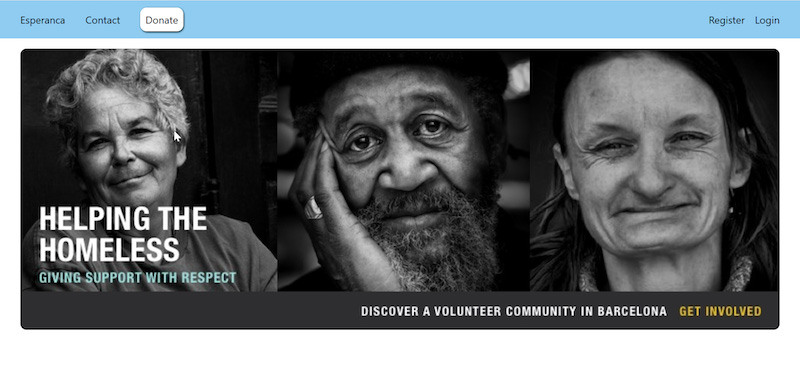 Esperanca Contact Donate Register Login
HELPING THE
HOMELESS
GIVING SUPPORT WITH RESPECT
DISCOVER A VOLUNTEER COMMUNITY IN BARCELONA GET INVOLVED